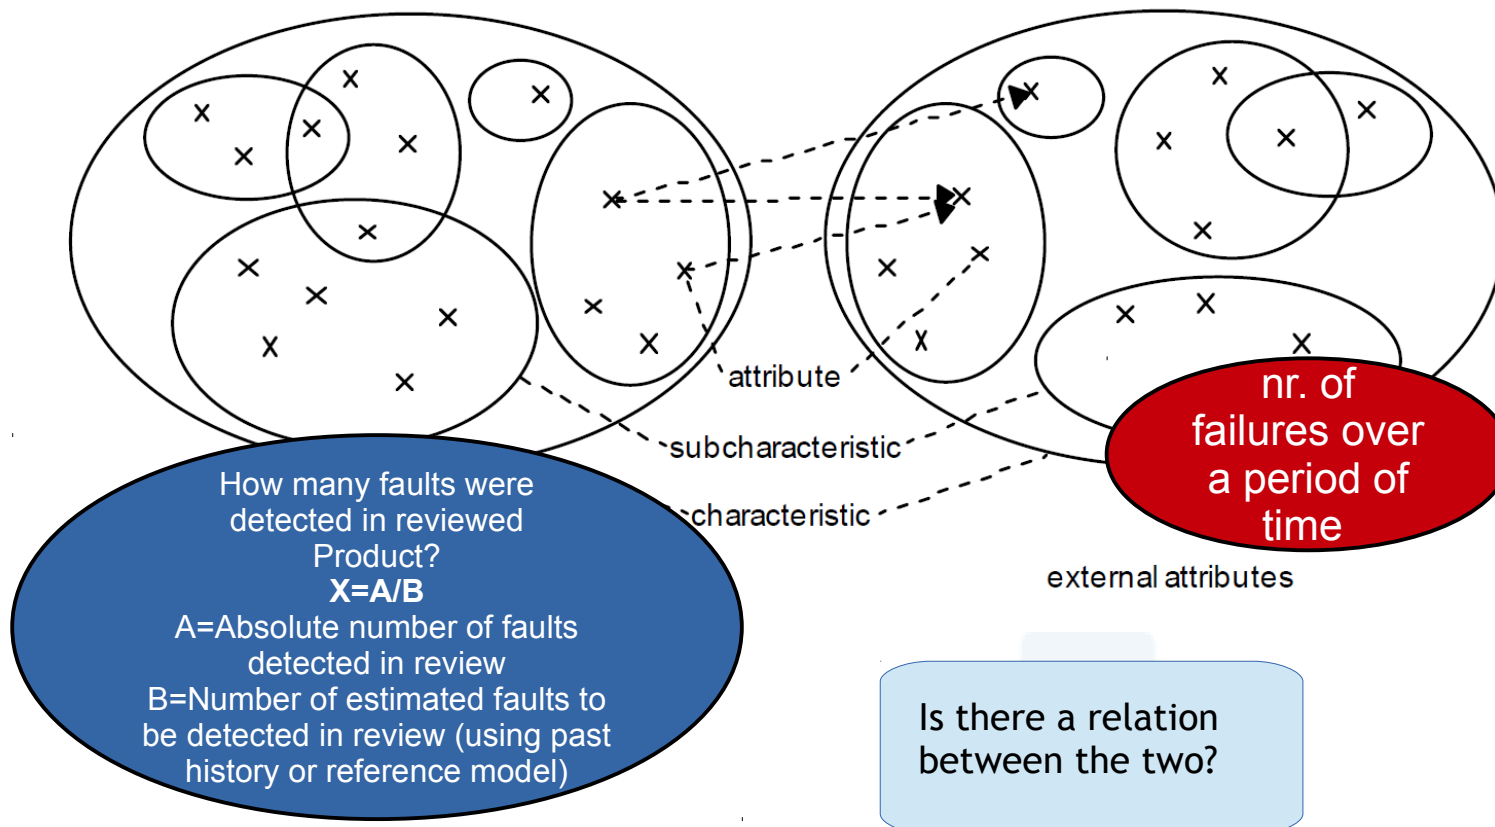 attribute
subcharacteristic
characteristic
How many faults were
detected in reviewed
Product?
X=A/B
A=Absolute number of faults
detected in review
B=Number of estimated faults to
be detected in review (using past
history or reference model)
nr. of
failures over
a period of
time
external attributes
Is there a relation
between the two?